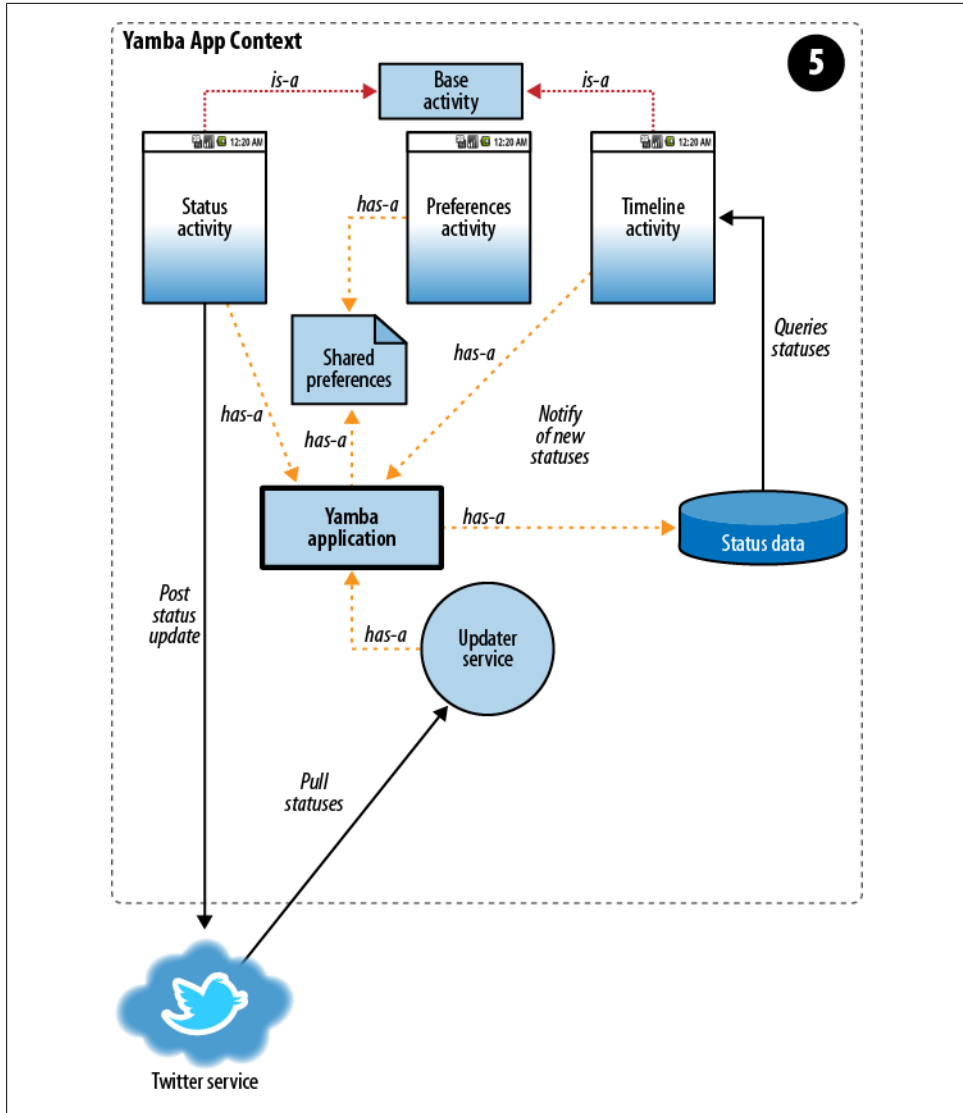 Yamba App Context
5
is-a
Base
activity
is-a
12:20 AM
12:20 AM
12:20 AM
Status
activity
has-a
Preferences
activity
Timeline
activity
Shared
preferences
has-a
Queries
statuses
has-a
has-a
Notify
of new
statuses
Yamba
application
has-a
Status data
Post
status
update
has-a
Updater
service
Pull
statuses
Twitter service